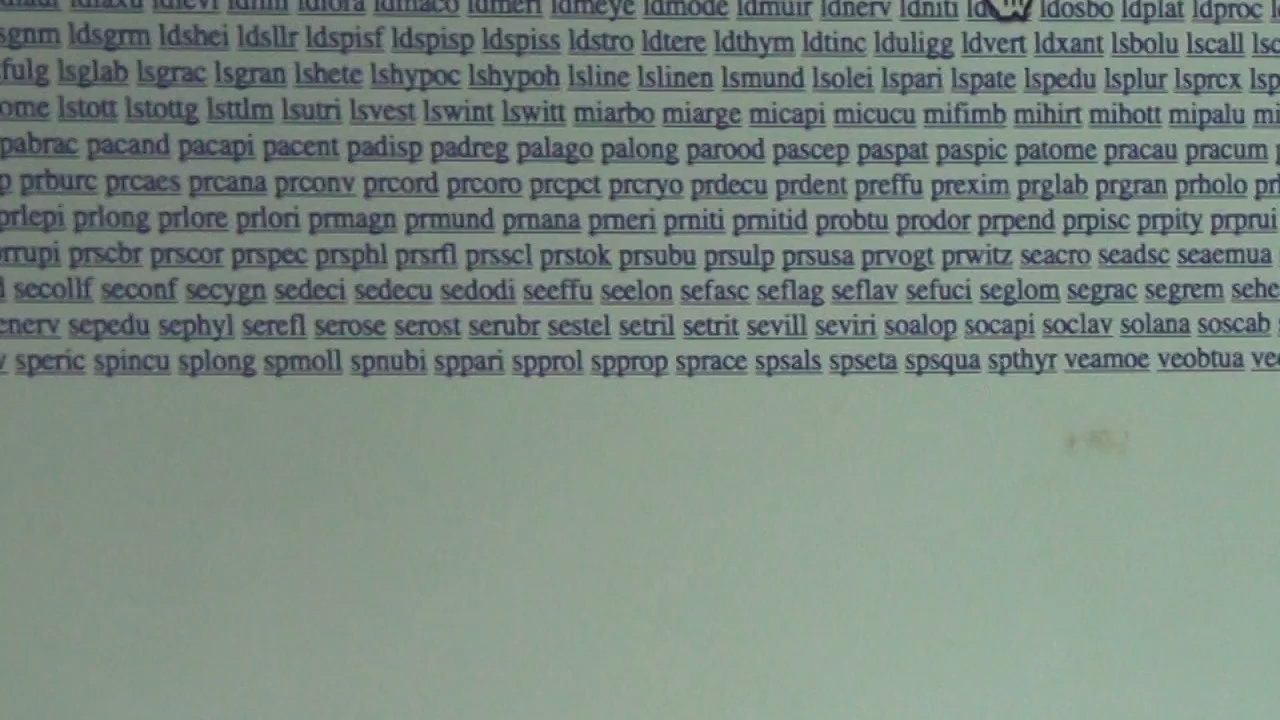 ldmeri ldmeye ldmode ldmuir ldnerv ldniti ldosbo ldplat ldproc
ldsgrm ldshei ldsllr ldspisf ldspisp ldspiss ldstro ldtere ldthym ldtinc lduligg ldvert ldxant lsbolu lscall
lsglab lsgrac lsgran lshete lshypoc lshypoh lsline lslinen lsmund lsolei lspari lspate lspedu lsplur lsprcx
lstott lstottg lsttlm lsutri lsvest lswint lswitt miarbo miarge micapi micucu mifimb mihirt mihott mipalu
pabrac pacand pacapi pacent padisp padreg palago palong parood pascep paspat paspic patome pracau pracum
prburc prcaes prcana prconv prcord prcoro prcpct prcryo prdecu prdent preffu prexim prglab prgran prholo
prlepi prlong prlore prlori prmagn prmund prnana prneri prniti prnitid probtu prodor prpend prpisc prpity prprui
prscbr prscor prspec prsphl prsrfl prsscl prstok prsubu prsulp prsusa prvogt prwitz seacro seadsc seaemua
secollf seconf secygn sedeci sedecu sedodi seeffu seelon sefasc seflag seflav sefuci seglom segrac segrem
sepedu sephyl serefl serose serost serubr sestel setril setrit sevill seviri soalop socapi soclav solana soscab
speric spincu splong spmoll spnubi sppari spprol spprop sprace spsals spseta spsqua spthyr veamoe veobtua